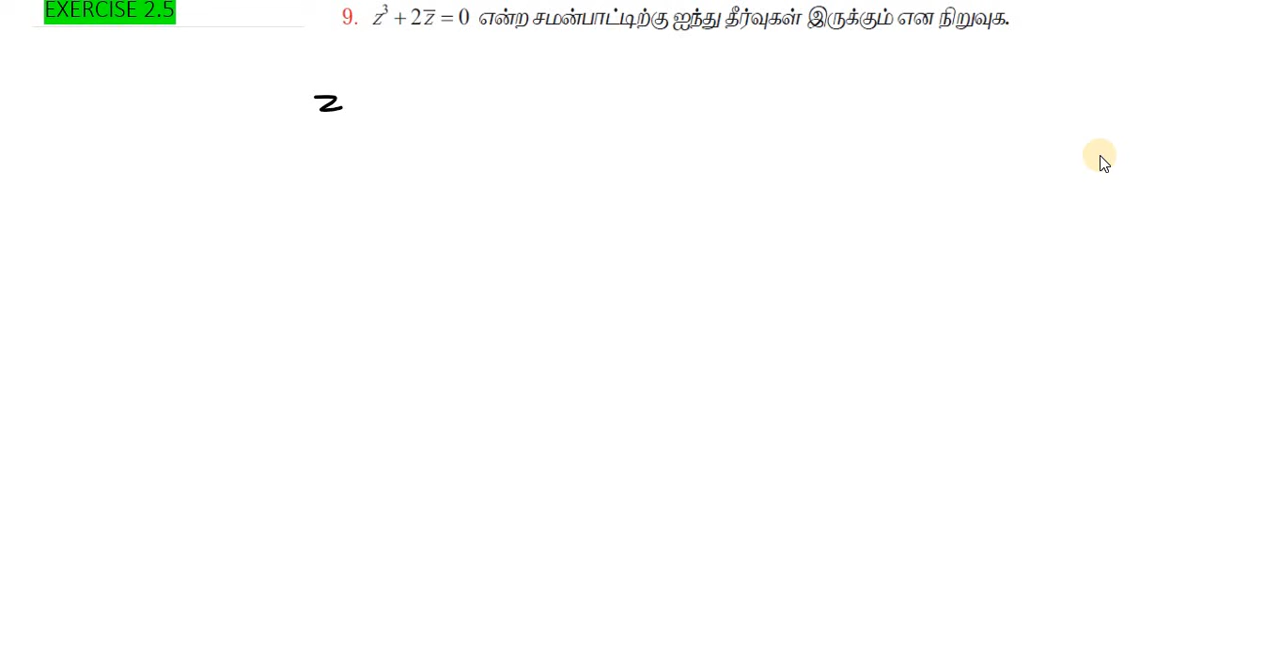 EXERCISE 2.5
9. z³ + 2z̅ = 0 என்ற சமன்பாட்டிற்கு ஐந்து தீர்வுகள் இருக்கும் என நிறுவுக.
z